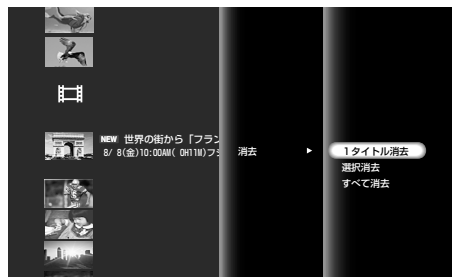 NEW 世界の街から「フラン
8/ 8(金)10:00AM( 0H11M)フジ
消去
1タイトル消去
選択消去
すべて消去